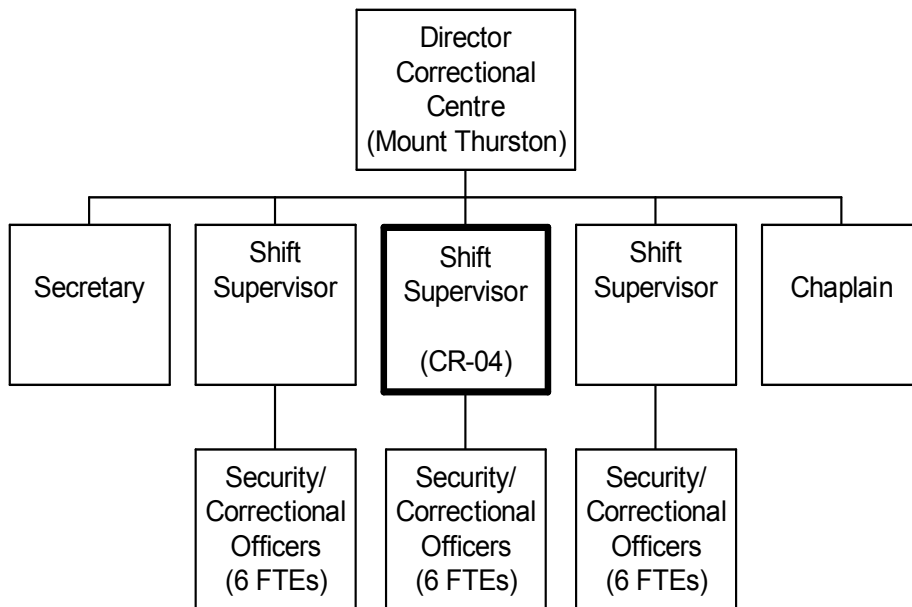 Director
Correctional
Centre
(Mount Thurston)
Secretary
Shift
Supervisor
Shift
Supervisor
(CR-04)
Shift
Supervisor
Chaplain
Security/
Correctional
Officers
(6 FTEs)
Security/
Correctional
Officers
(6 FTEs)
Security/
Correctional
Officers
(6 FTEs)